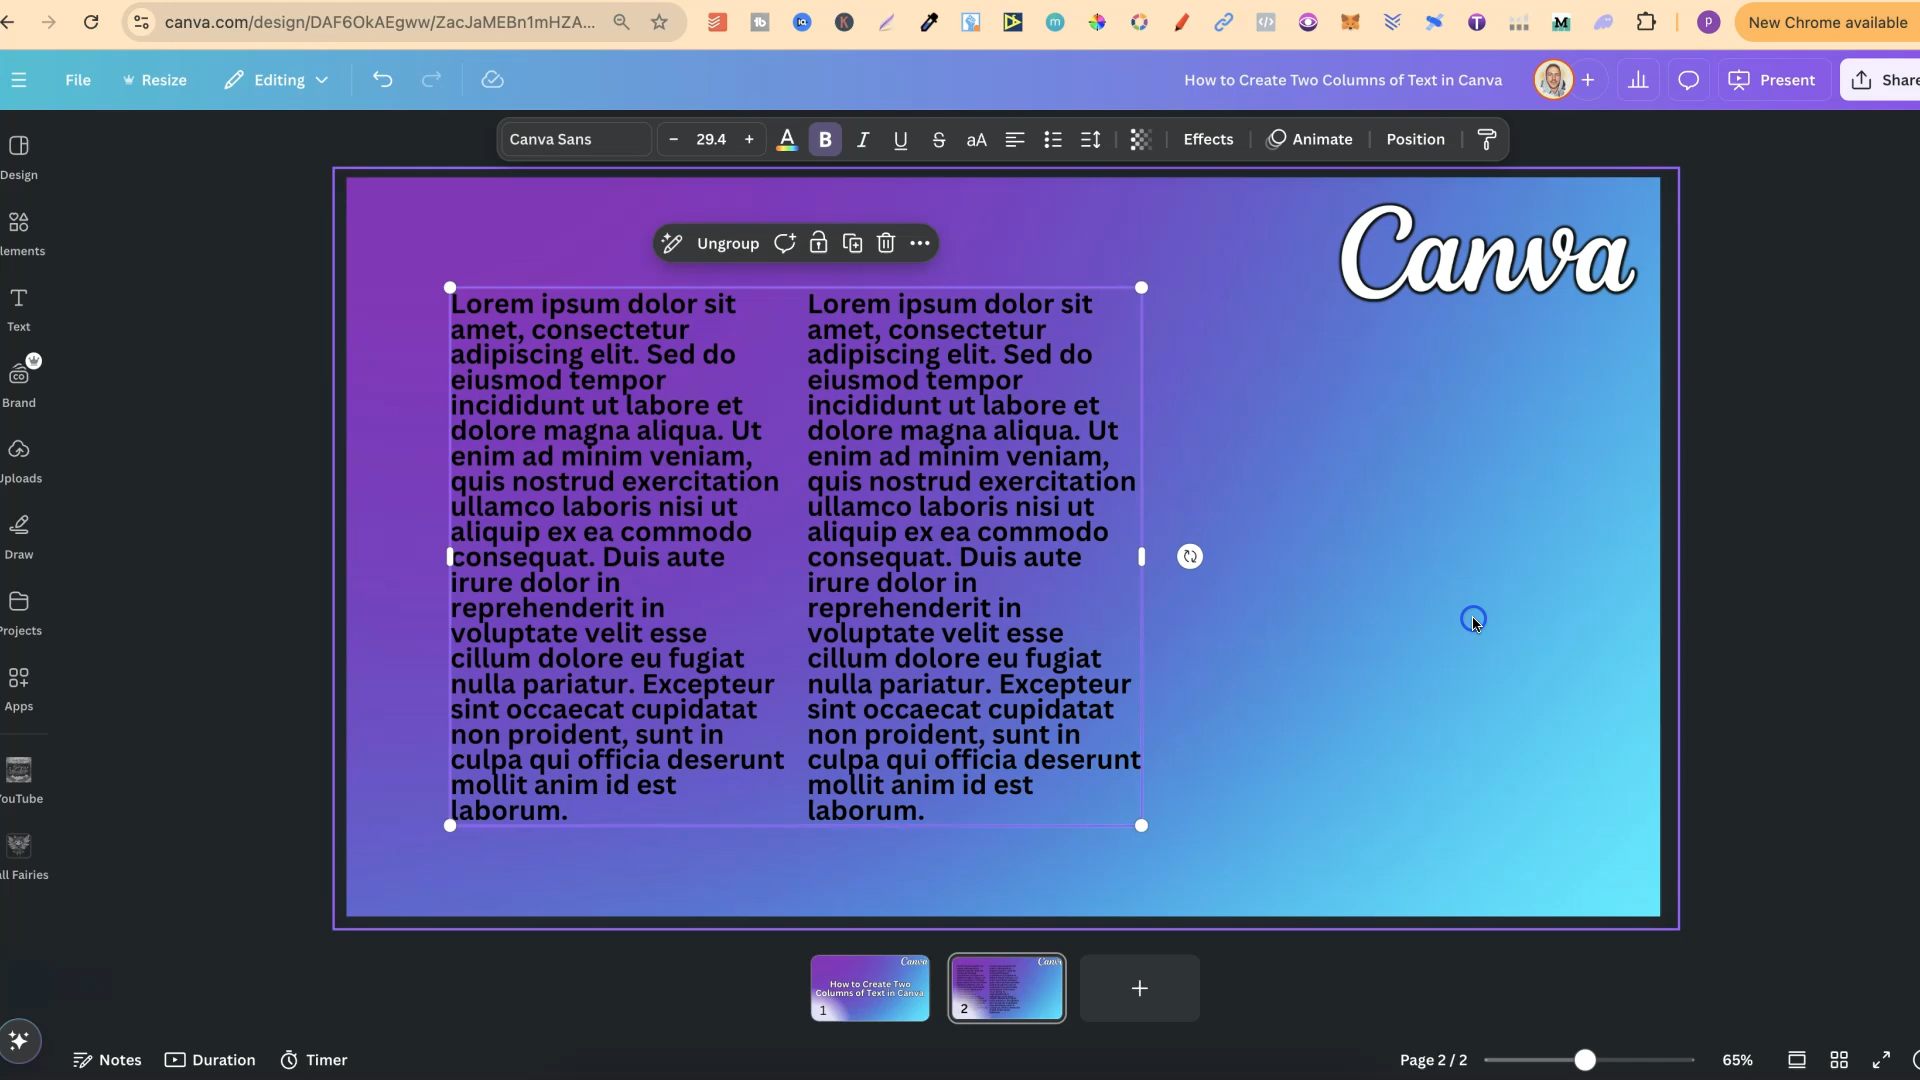 canva.com/design/DAF6OkAEgww/ZacJaMEBn1mHZA...
New Chrome available
File
Resize
Editing
How to Create Two Columns of Text in Canva
Present
Share
Canva Sans
29.4
Effects
Animate
Position
Design
lements
Text
Brand
Uploads
Draw
Projects
Apps
ouTube
all Fairies
Ungroup
Canva
Lorem ipsum dolor sit
amet, consectetur
adipiscing elit. Sed do
eiusmod tempor
incididunt ut labore et
dolore magna aliqua. Ut
enim ad minim veniam,
quis nostrud exercitation
ullamco laboris nisi ut
aliquip ex ea commodo
consequat. Duis aute
irure dolor in
reprehenderit in
voluptate velit esse
cillum dolore eu fugiat
nulla pariatur. Excepteur
sint occaecat cupidatat
non proident, sunt in
culpa qui officia deserunt
mollit anim id est
laborum.
Lorem ipsum dolor sit
amet, consectetur
adipiscing elit. Sed do
eiusmod tempor
incididunt ut labore et
dolore magna aliqua. Ut
enim ad minim veniam,
quis nostrud exercitation
ullamco laboris nisi ut
aliquip ex ea commodo
consequat. Duis aute
irure dolor in
reprehenderit in
voluptate velit esse
cillum dolore eu fugiat
nulla pariatur. Excepteur
sint occaecat cupidatat
non proident, sunt in
culpa qui officia deserunt
mollit anim id est
laborum.
Canva
How to Create Two
Columns of Text in Canva
1
2
Notes
Duration
Timer
Page 2 / 2
65%